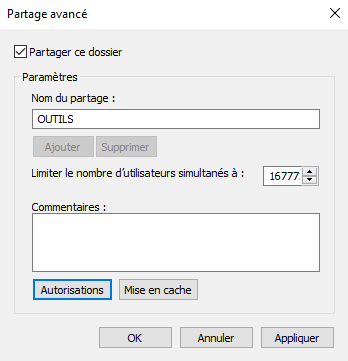 Partage avancé
Partager ce dossier
Paramètres
Nom du partage :
OUTILS
Ajouter Supprimer
Limiter le nombre d'utilisateurs simultanés à : 16777
Commentaires :
Autorisations Mise en cache
OK Annuler Appliquer